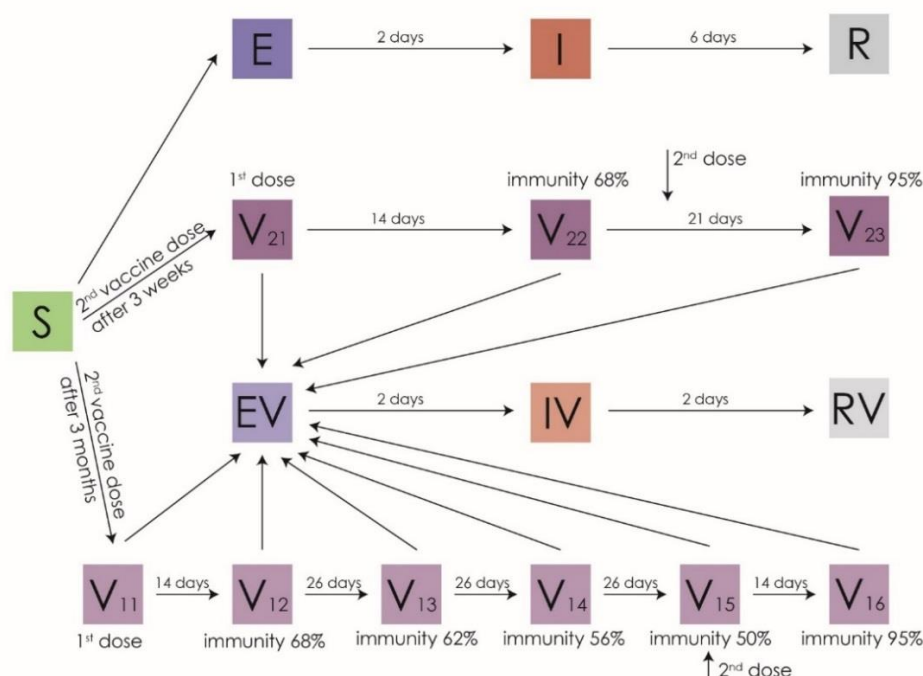 E
2 days
I
6 days
R
1st dose
V21
14 days
immunity 68%
V22
2nd dose
21 days
immunity 95%
V23
S
2nd vaccine dose
after 3 weeks
2nd vaccine dose
after 3 months
EV
2 days
IV
2 days
RV
V11
1st dose
14 days
V12
immunity 68%
26 days
V13
immunity 62%
26 days
V14
immunity 56%
26 days
V15
immunity 50%
2nd dose
14 days
V16
immunity 95%